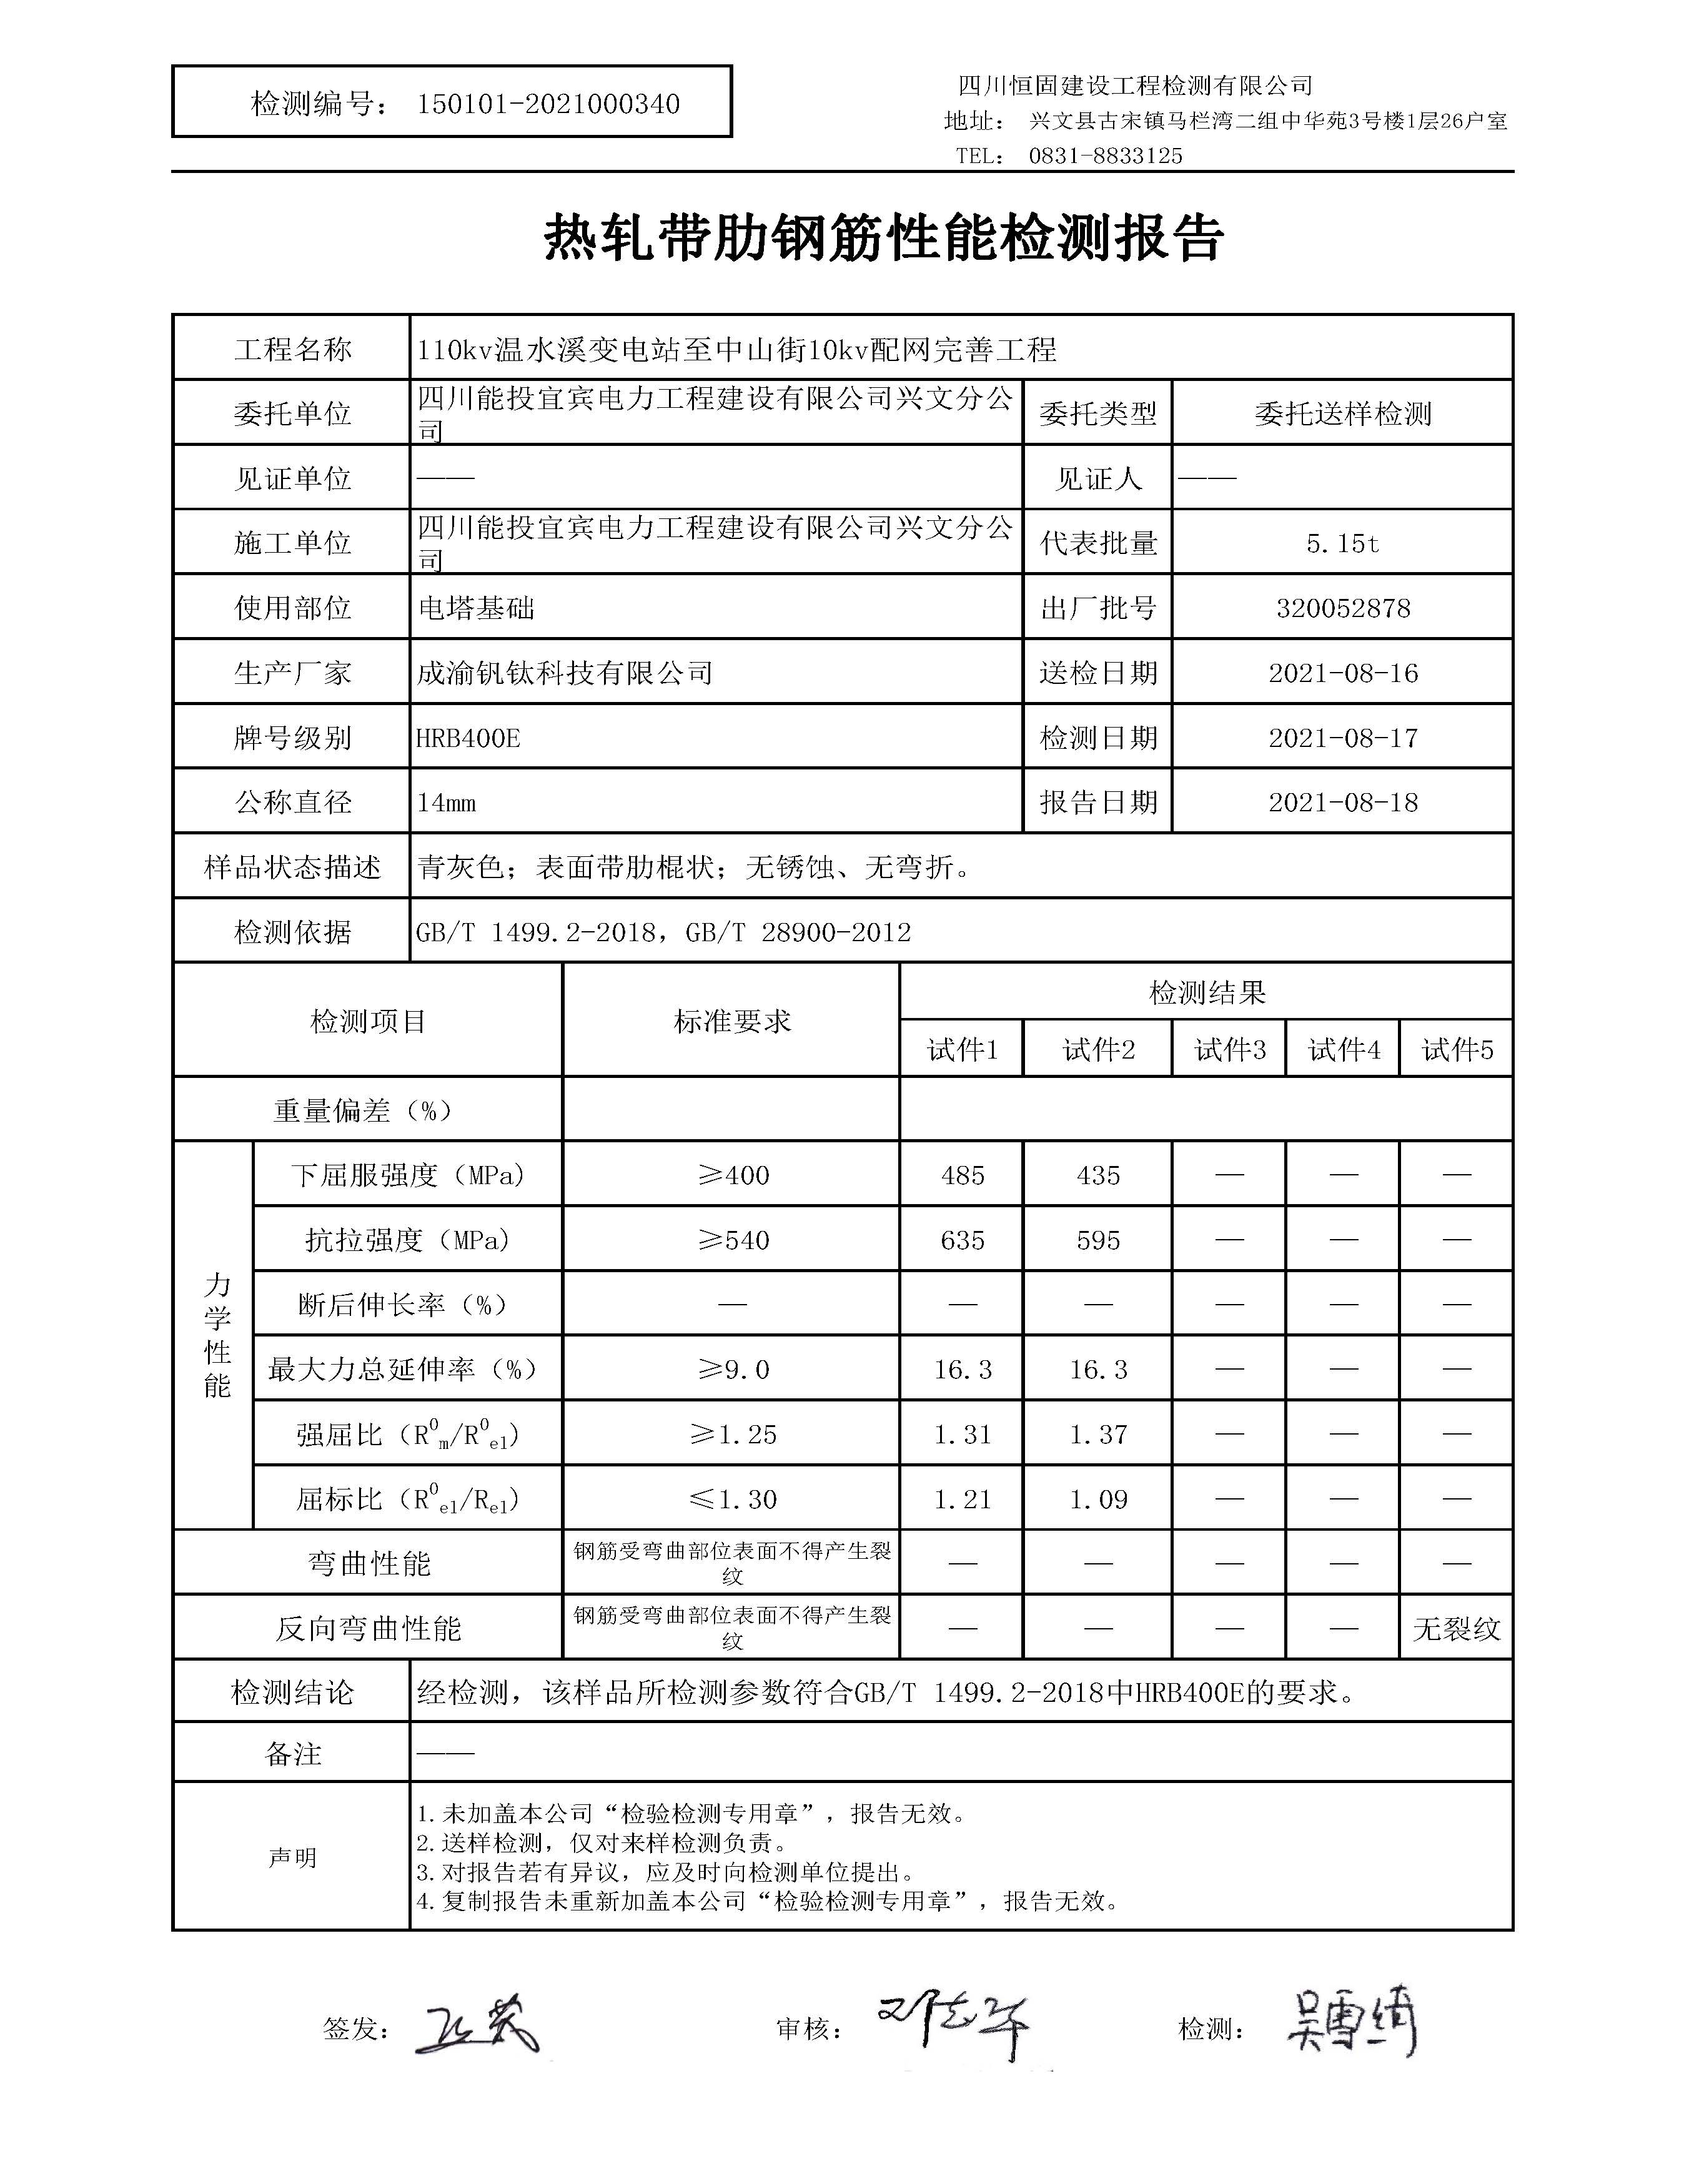 检测编号： 150101-2021000340
四川恒固建设工程检测有限公司
地址： 兴文县古宋镇马栏湾二组中华苑3号楼1层26户室
TEL： 0831-8833125
热轧带肋钢筋性能检测报告
工程名称 110kv温水溪变电站至中山街10kv配网完善工程
委托单位 四川能投宜宾电力工程建设有限公司兴文分公司 委托类型 委托送样检测
见证单位 —— 见证人 ——
施工单位 四川能投宜宾电力工程建设有限公司兴文分公司 代表批量 5.15t
使用部位 电塔基础 出厂批号 320052878
生产厂家 成渝钒钛科技有限公司 送检日期 2021-08-16
牌号级别 HRB400E 检测日期 2021-08-17
公称直径 14mm 报告日期 2021-08-18
样品状态描述 青灰色；表面带肋棍状；无锈蚀、无弯折。
检测依据 GB/T 1499.2-2018，GB/T 28900-2012
检测项目 标准要求 检测结果
试件1 试件2 试件3 试件4 试件5
重量偏差（%）
力学性能
下屈服强度（MPa） ≥400 485 435 — — —
抗拉强度（MPa） ≥540 635 595 — — —
断后伸长率（%） — — — — — —
最大力总延伸率（%） ≥9.0 16.3 16.3 — — —
强屈比（R⁰m/R⁰el） ≥1.25 1.31 1.37 — — —
屈标比（R⁰el/Rel） ≤1.30 1.21 1.09 — — —
弯曲性能 钢筋受弯曲部位表面不得产生裂纹 — — — — —
反向弯曲性能 钢筋受弯曲部位表面不得产生裂纹 — — — — 无裂纹
检测结论 经检测，该样品所检测参数符合GB/T 1499.2-2018中HRB400E的要求。
备注 ——
声明
1.未加盖本公司“检验检测专用章”，报告无效。
2.送样检测，仅对来样检测负责。
3.对报告若有异议，应及时向检测单位提出。
4.复制报告未重新加盖本公司“检验检测专用章”，报告无效。
签发： 审核： 检测： 吴雪绮